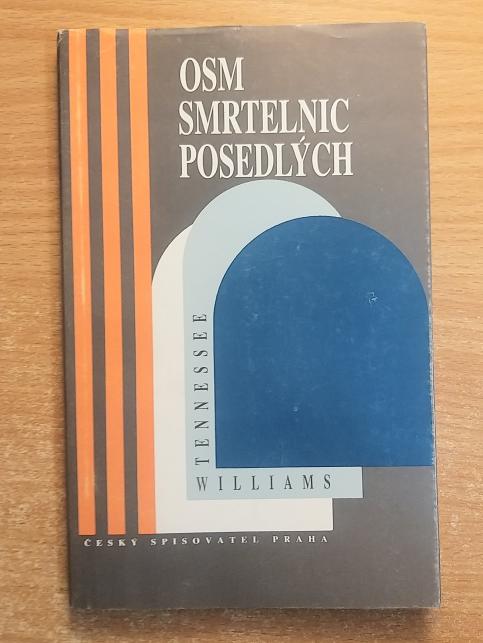 OSM
SMRTELNIC
POSEDLÝCH
TENNESSEE
WILLIAMS
ČESKÝ SPISOVATEL PRAHA